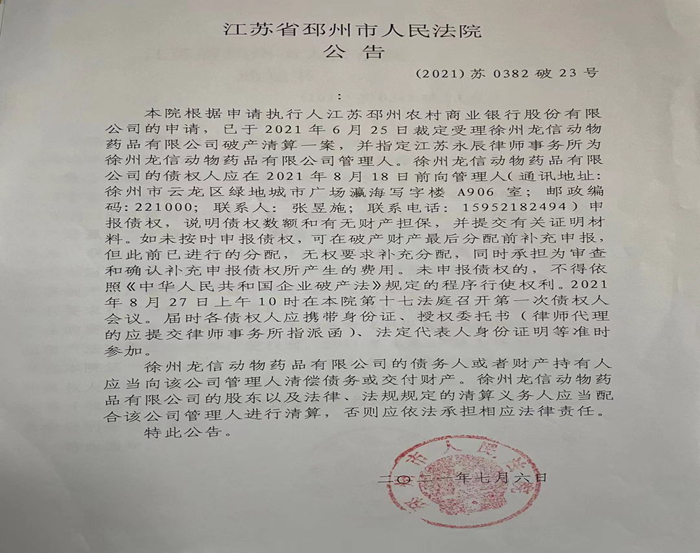 江苏省邳州市人民法院
公告
(2021)苏 0382 破 23 号
：
本院根据申请执行人江苏邳州农村商业银行股份有限
公司的申请，已于 2021 年 6 月 25 日裁定受理徐州龙信动物
药品有限公司破产清算一案，并指定江苏永辰律师事务所为
徐州龙信动物药品有限公司管理人。徐州龙信动物药品有限
公司的债权人应在 2021 年 8 月 18 日前向管理人（通讯地址：
徐州市云龙区绿地城市广场瀛海写字楼 A906 室；邮政编
码：221000；联系人：张昱施；联系电话：15952182494）申
报债权，说明债权数额和有无财产担保，并提交有关证明材
料。如未按时申报债权，可在破产财产最后分配前补充申报，
但此前已进行的分配，无权要求补充分配，同时承担为审查
和确认补充申报债权所产生的费用。未申报债权的，不得依
照《中华人民共和国企业破产法》规定的程序行使权利。2021
年 8 月 27 日上午 10 时在本院第十七法庭召开第一次债权人
会议。届时各债权人应携带身份证、授权委托书（律师代理
的应提交律师事务所指派函）、法定代表人身份证明等准时
参加。
徐州龙信动物药品有限公司的债务人或者财产持有人
应当向该公司管理人清偿债务或交付财产。徐州龙信动物药
品有限公司的股东以及法律、法规规定的清算义务人应当配
合该公司管理人进行清算，否则应依法承担相应法律责任。
特此公告。
二〇二一年七月六日